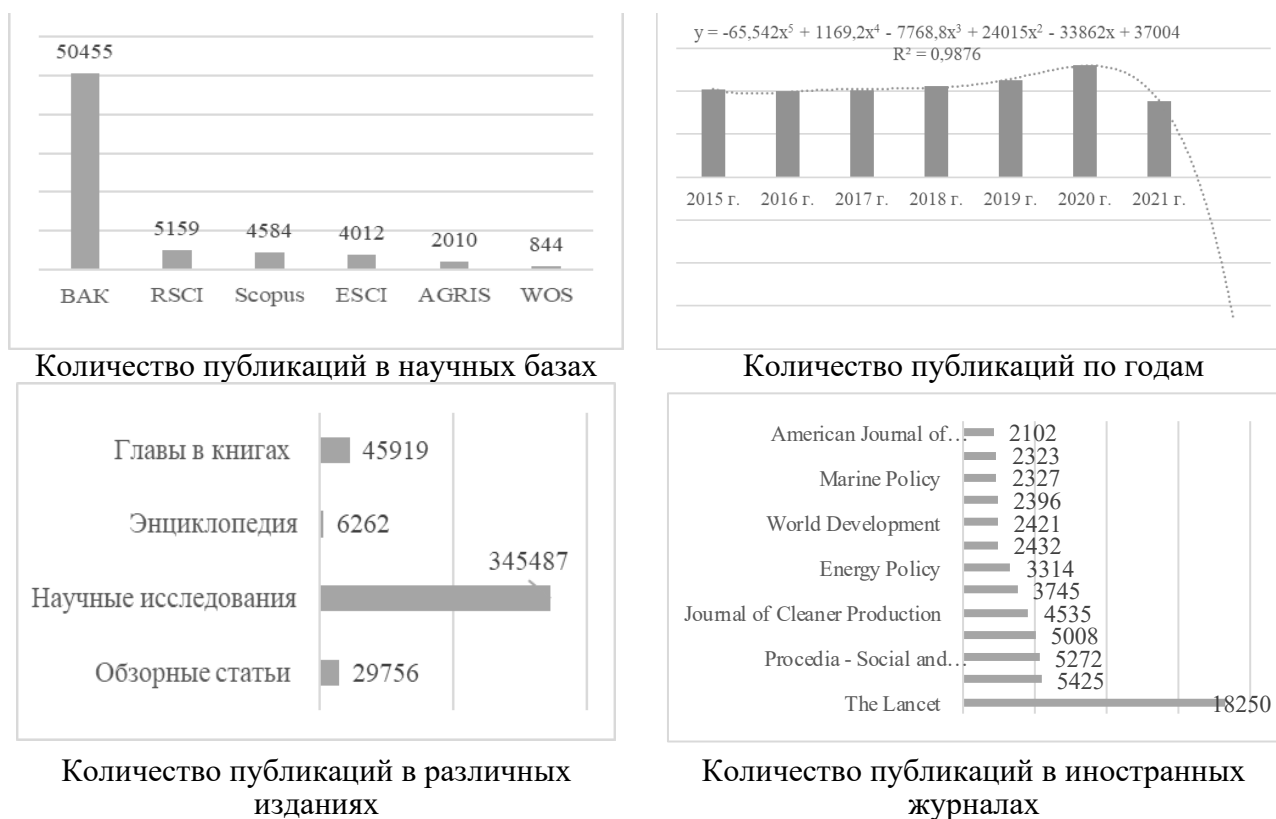 50455
5159
4584
4012
2010
844
ВАК RSCI Scopus ESCI AGRIS WOS
Количество публикаций в научных базах
y = -65,542x⁵ + 1169,2x⁴ - 7768,8x³ + 24015x² - 33862x + 37004
R² = 0,9876
2015 г. 2016 г. 2017 г. 2018 г. 2019 г. 2020 г. 2021 г.
Количество публикаций по годам
Главы в книгах 45919
Энциклопедия 6262
345487
Научные исследования
Обзорные статьи 29756
Количество публикаций в различных
изданиях
American Journal of… 2102
2323
Marine Policy 2327
2396
World Development 2421
2432
Energy Policy 3314
3745
Journal of Cleaner Production 4535
5008
Procedia - Social and… 5272
5425
The Lancet 18250
Количество публикаций в иностранных
журналах